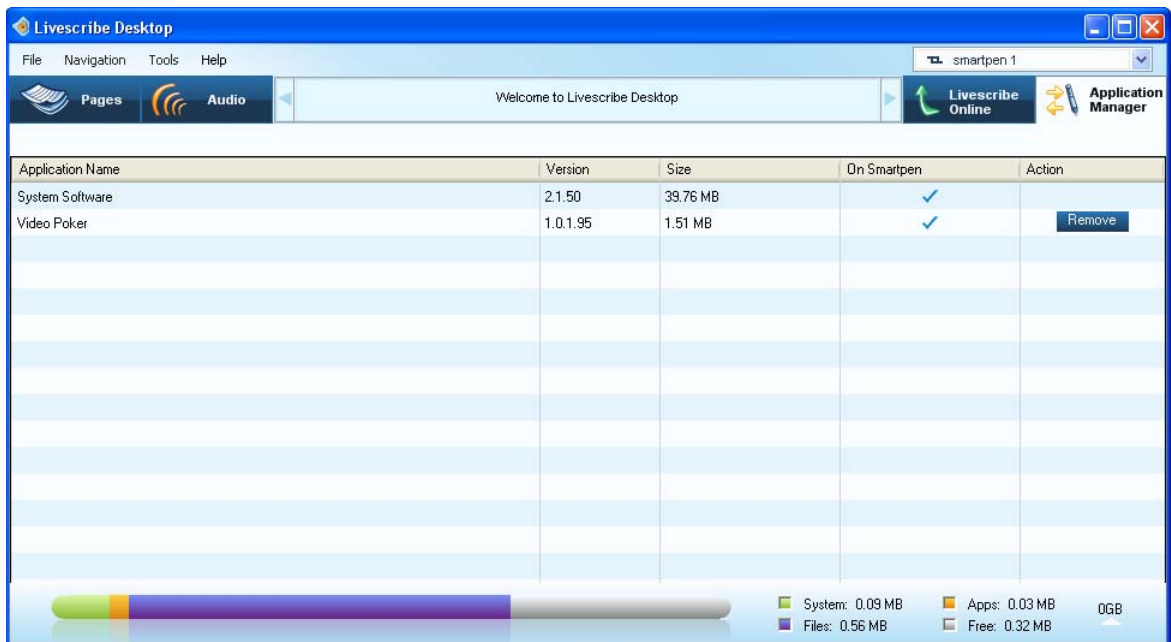 Livescribe Desktop
File Navigation Tools Help smartpen 1
Pages Audio Welcome to Livescribe Desktop Livescribe Online Application Manager
Application Name Version Size On Smartpen Action
System Software 2.1.50 39.76 MB
Video Poker 1.0.1.95 1.51 MB Remove
System: 0.09 MB Apps: 0.03 MB 0GB
Files: 0.56 MB Free: 0.32 MB